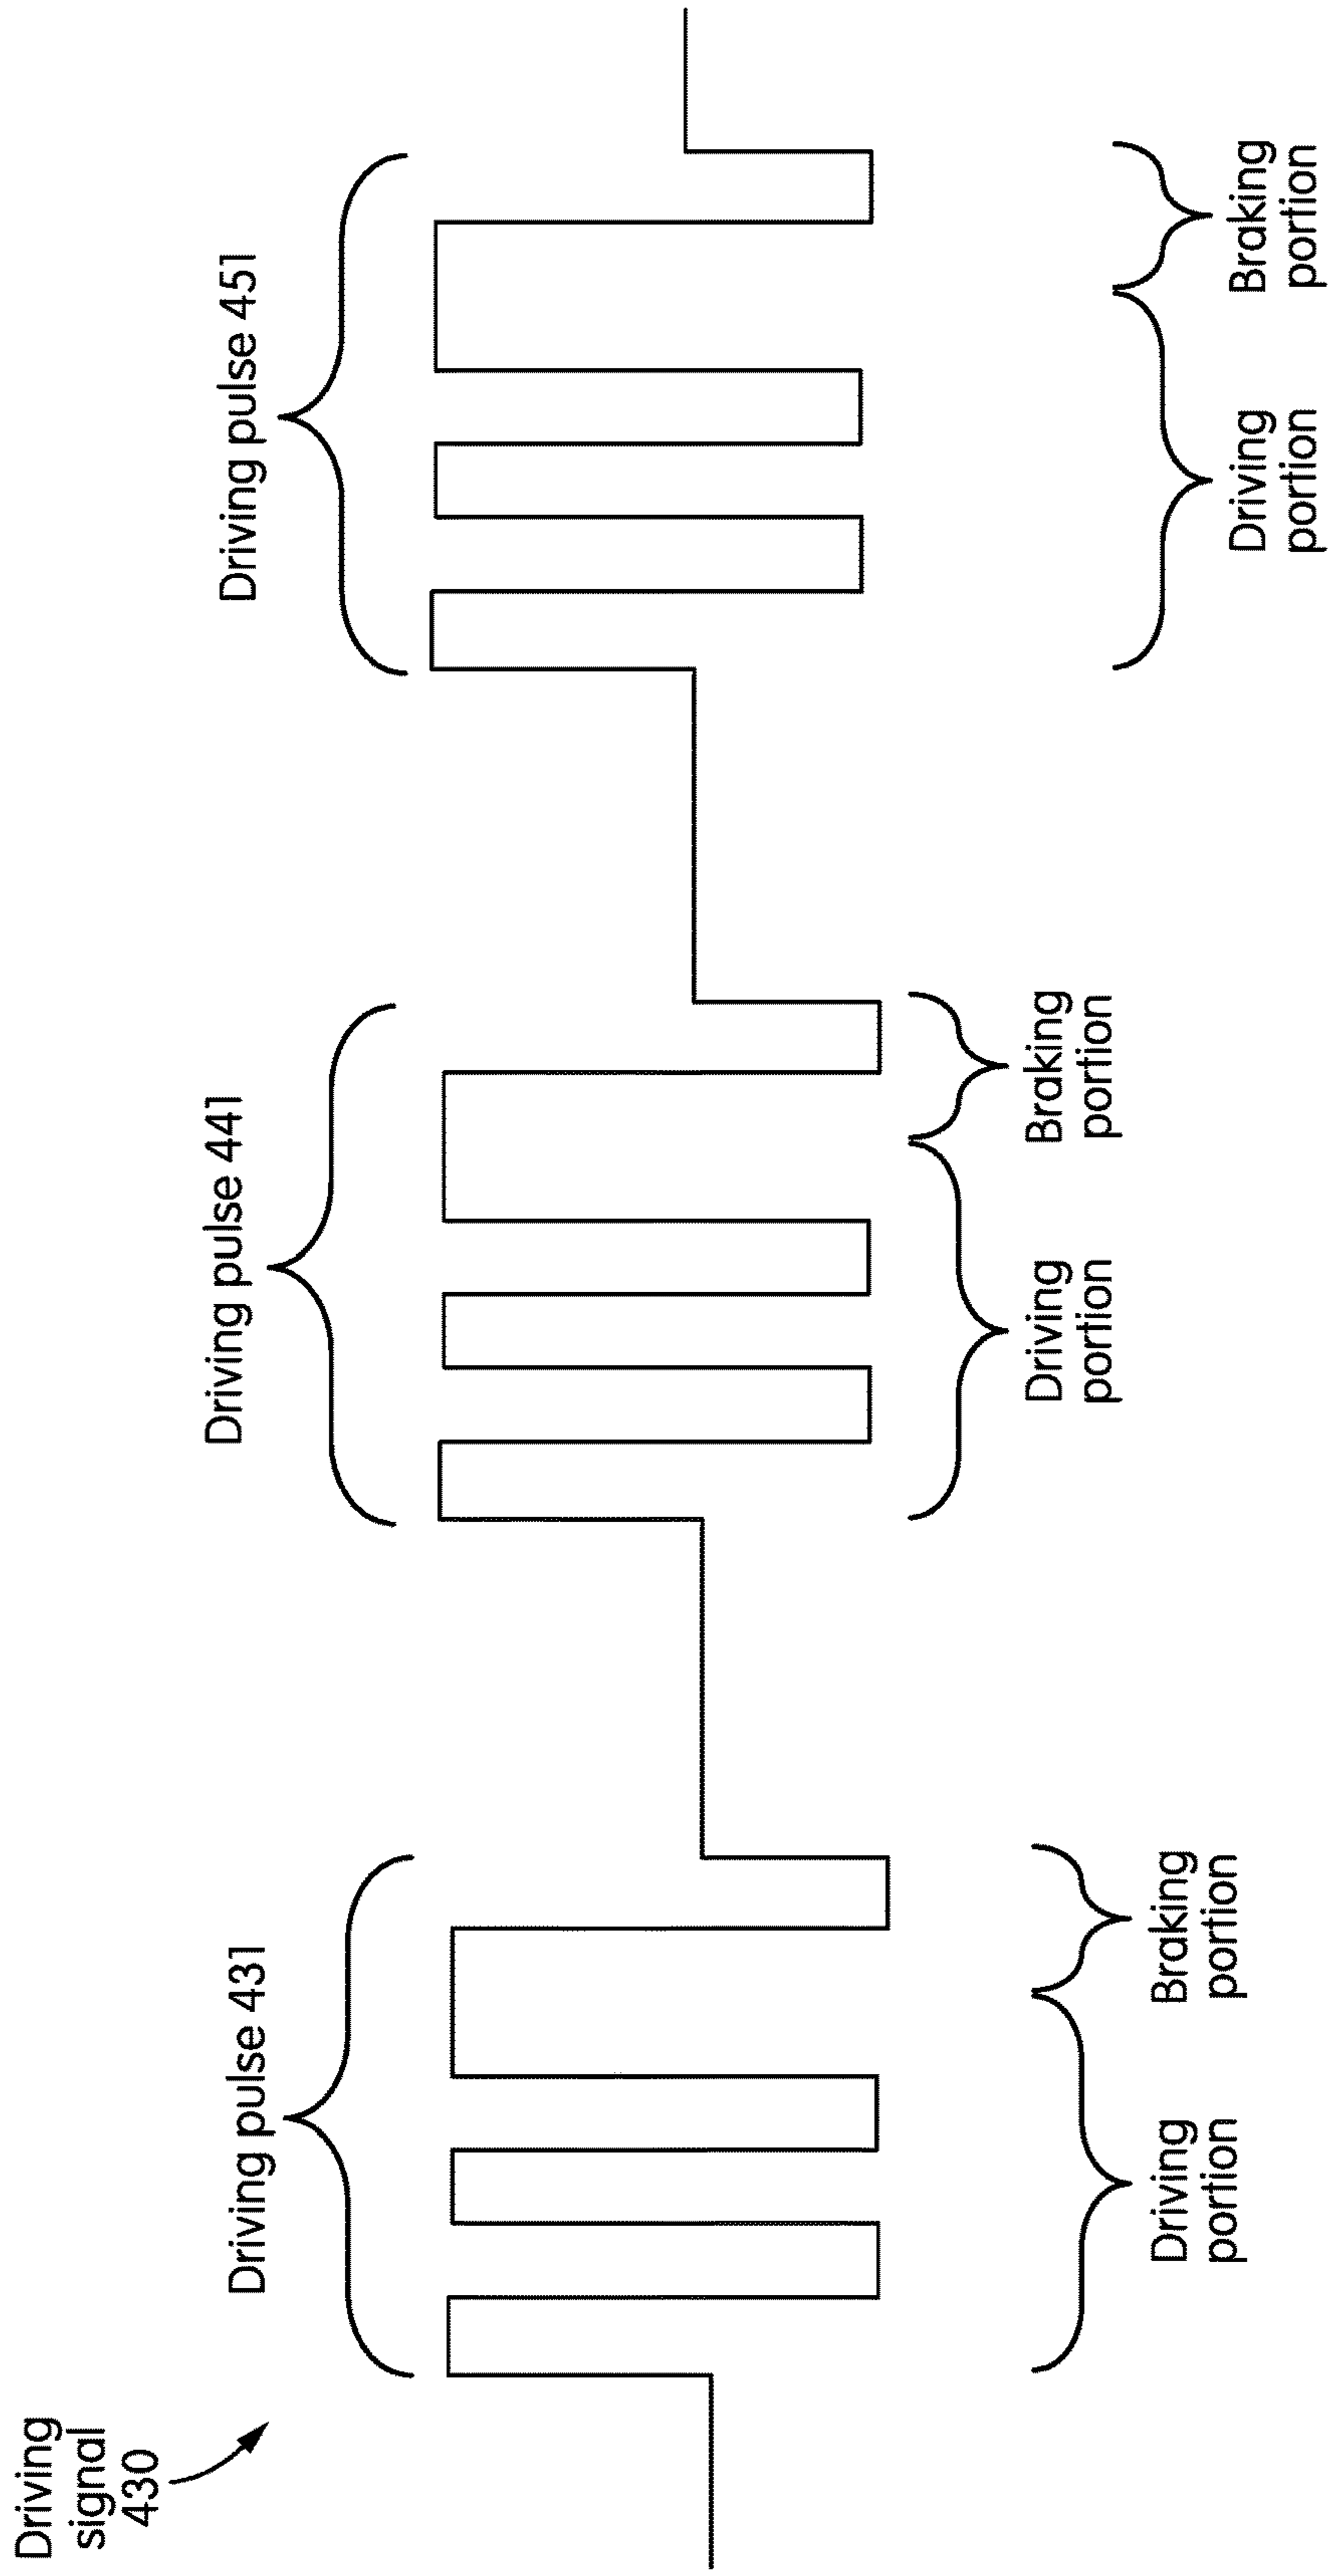 Driving
signal
430
Driving pulse 431
Driving pulse 441
Driving pulse 451
Driving
portion
Braking
portion
Driving
portion
Braking
portion
Driving
portion
Braking
portion